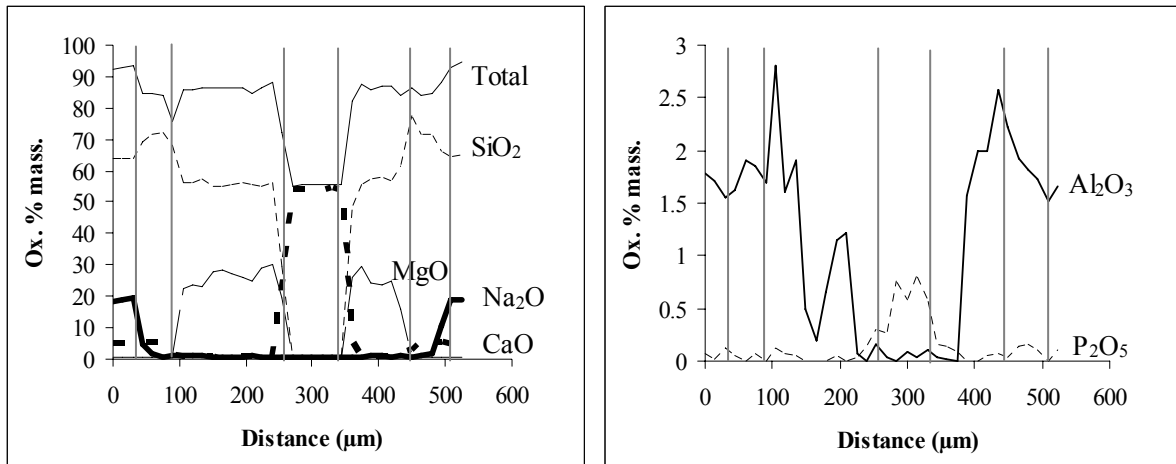 Ox. % mass.
100
90
80
70
60
50
40
30
20
10
0
Total
SiO₂
MgO
Na₂O
CaO
0 100 200 300 400 500 600
Distance (µm)
Ox. % mass.
3
2.5
2
1.5
1
0.5
0
Al₂O₃
P₂O₅
0 100 200 300 400 500 600
Distance (µm)